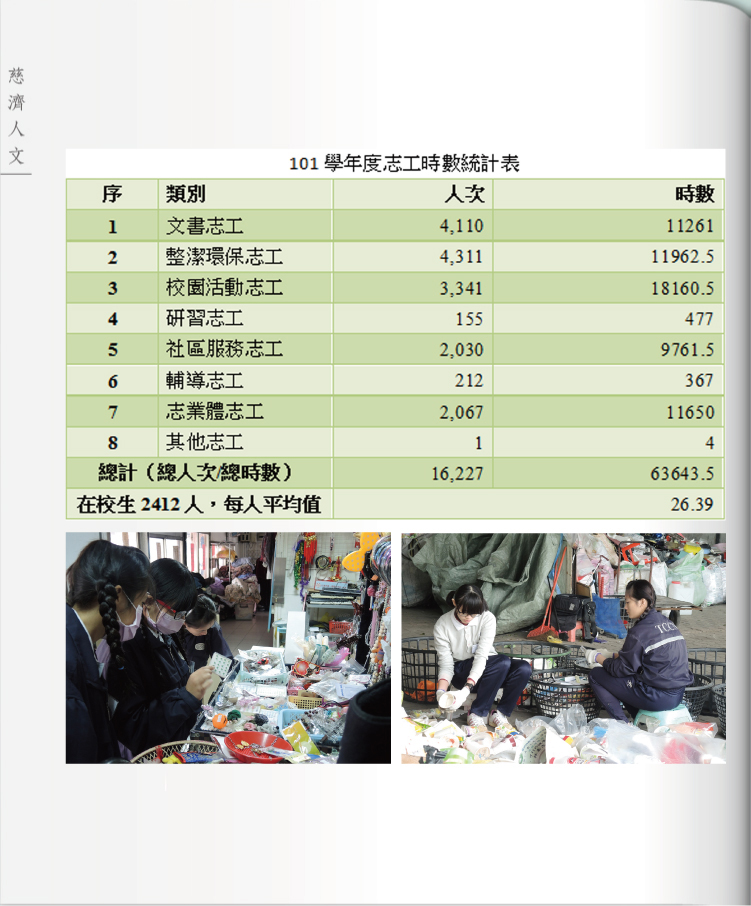 慈濟人文
101 學年度志工時數統計表
序 類別 人次 時數
1 文書志工 4,110 11261
2 整潔環保志工 4,311 11962.5
3 校園活動志工 3,341 18160.5
4 研習志工 155 477
5 社區服務志工 2,030 9761.5
6 輔導志工 212 367
7 志業體志工 2,067 11650
8 其他志工 1 4
總計（總人次/總時數） 16,227 63643.5
在校生 2412 人，每人平均值 26.39